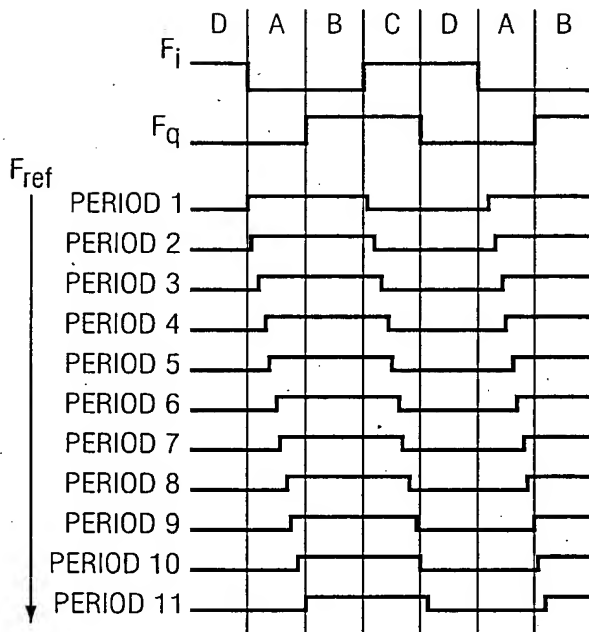 D A B C D A B
Fi
Fq
Fref
PERIOD 1
PERIOD 2
PERIOD 3
PERIOD 4
PERIOD 5
PERIOD 6
PERIOD 7
PERIOD 8
PERIOD 9
PERIOD 10
PERIOD 11